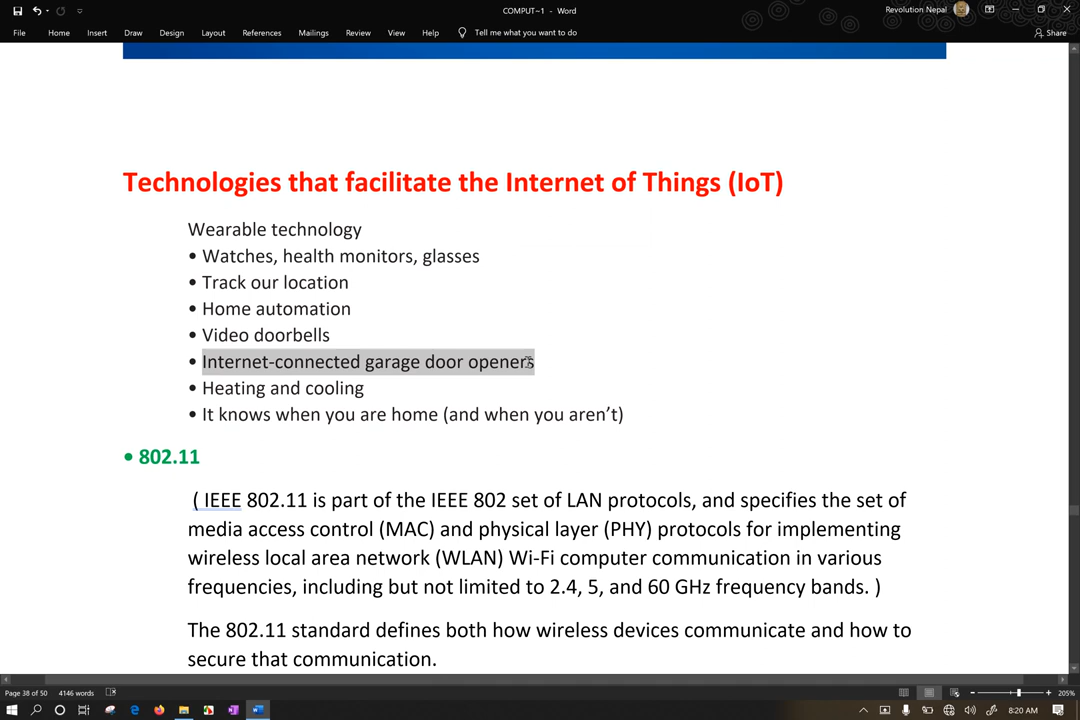 COMPUT~1 - Word
Revolution Nepal
File Home Insert Draw Design Layout References Mailings Review View Help Tell me what you want to do Share
Technologies that facilitate the Internet of Things (IoT)
Wearable technology
• Watches, health monitors, glasses
• Track our location
• Home automation
• Video doorbells
• Internet-connected garage door openers
• Heating and cooling
• It knows when you are home (and when you aren't)
• 802.11
( IEEE 802.11 is part of the IEEE 802 set of LAN protocols, and specifies the set of
media access control (MAC) and physical layer (PHY) protocols for implementing
wireless local area network (WLAN) Wi-Fi computer communication in various
frequencies, including but not limited to 2.4, 5, and 60 GHz frequency bands. )
The 802.11 standard defines both how wireless devices communicate and how to
secure that communication.
Page 38 of 50 4146 words 205%
8:20 AM